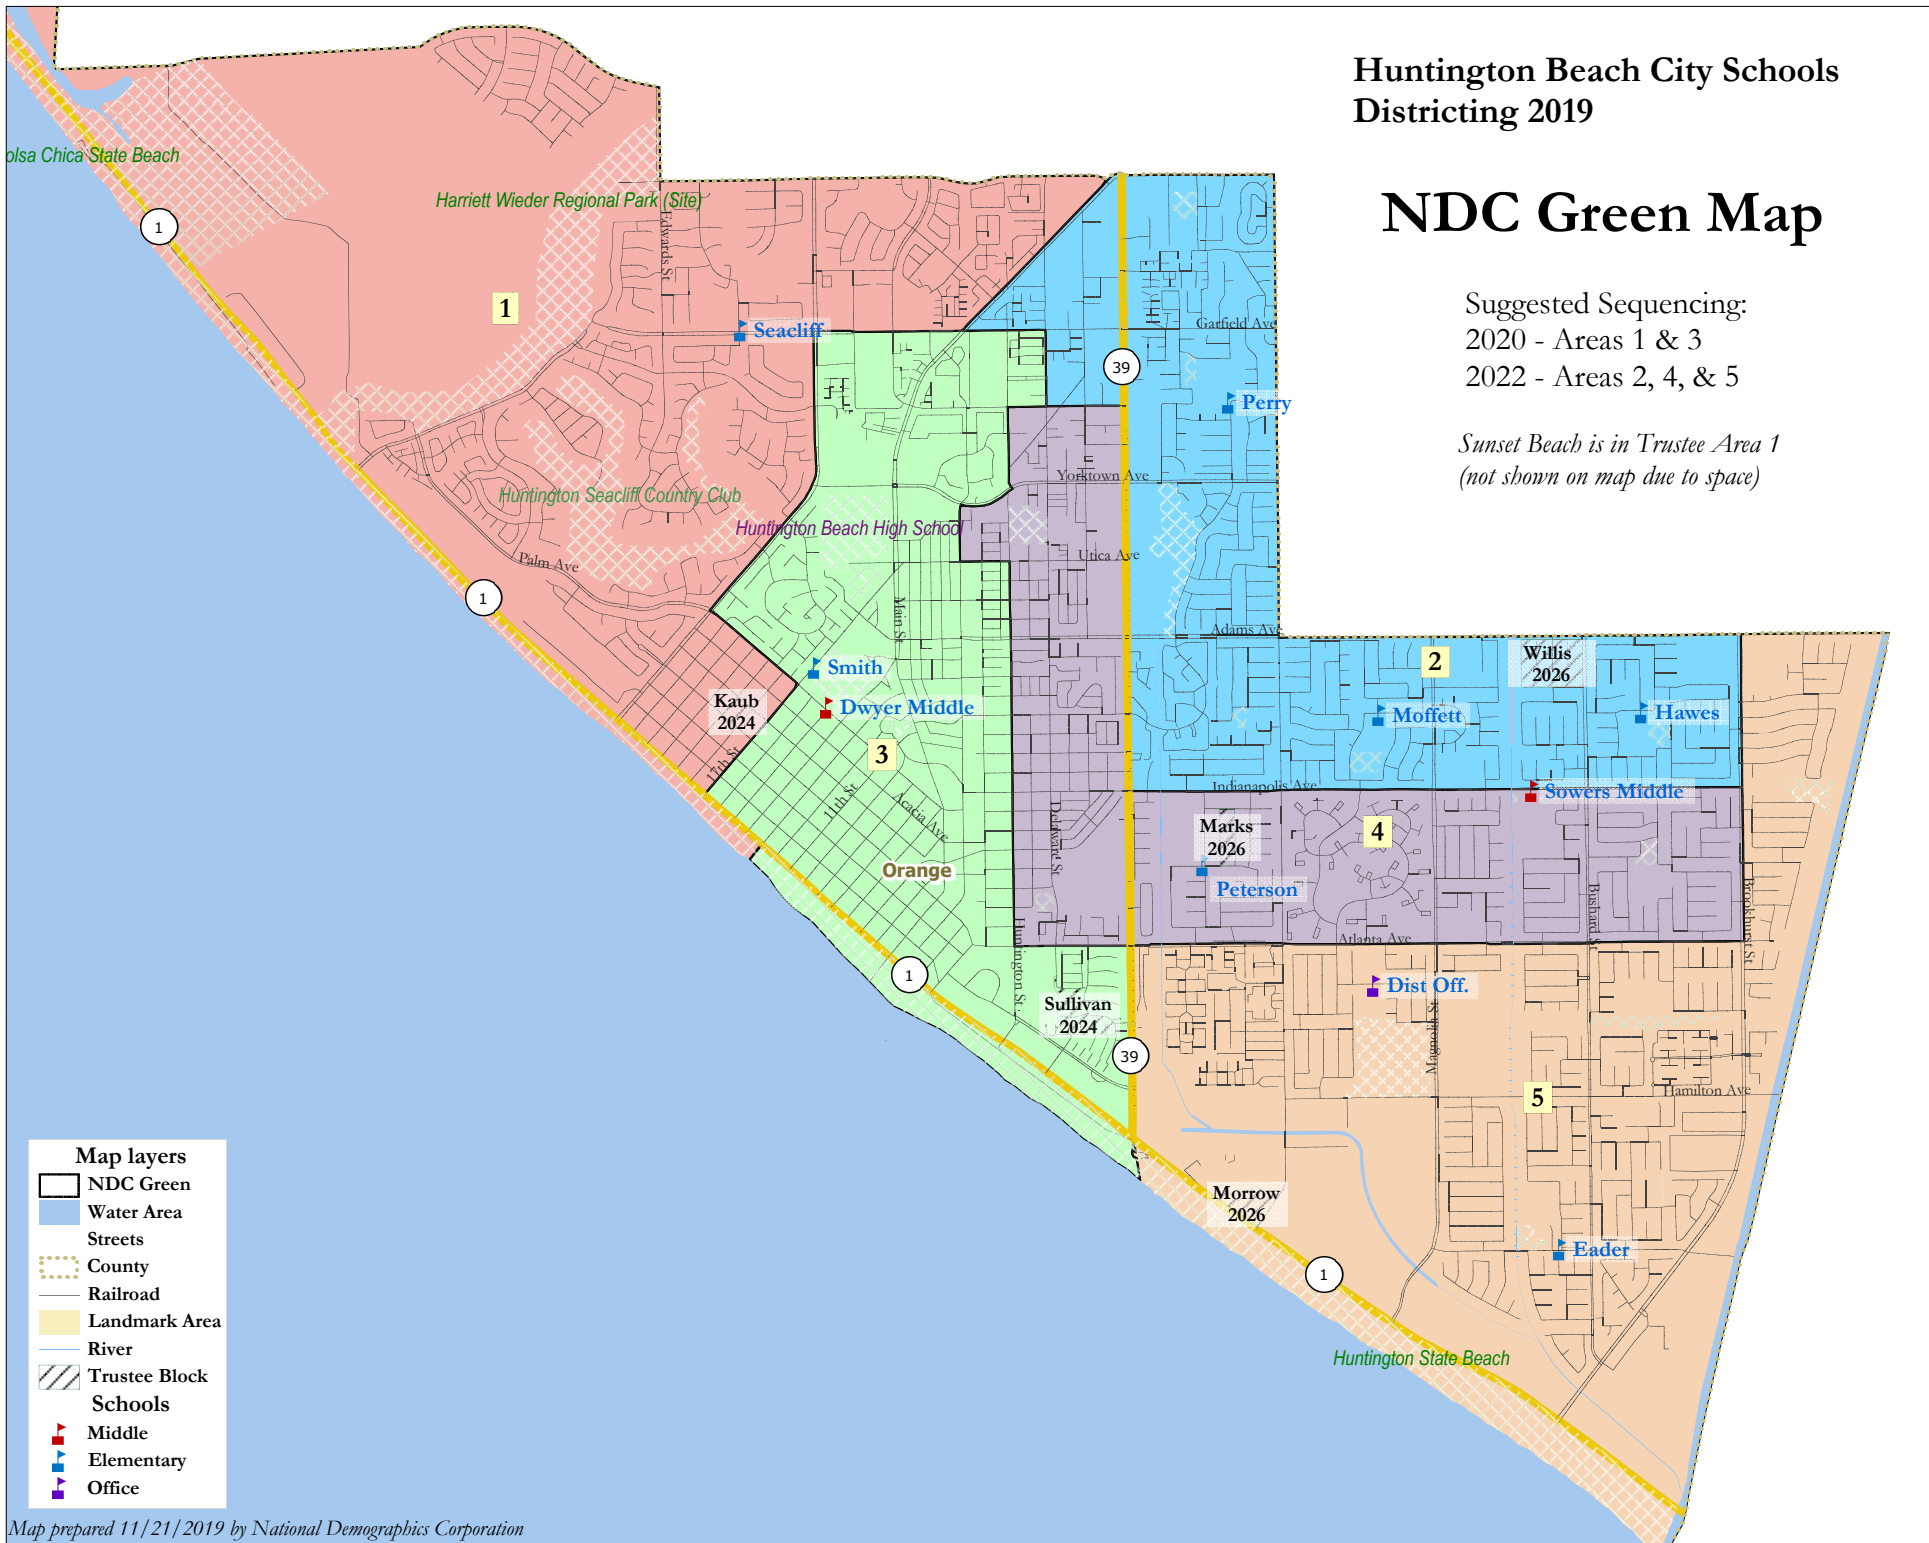 Huntington Beach City Schools
Districting 2019
NDC Green Map
Suggested Sequencing:
2020 - Areas 1 & 3
2022 - Areas 2, 4, & 5
Sunset Beach is in Trustee Area 1
(not shown on map due to space)
olsa Chica State Beach
Harriett Wieder Regional Park (Site)
1
Edwards St
1
Seacliff
Garfield Ave
39
Perry
Huntington Seacliff Country Club
Yorktown Ave
Huntington Beach High School
Utica Ave
Palm Ave
1
Main St
Adams Ave
Smith
2
Willis
2026
Kaub
2024
Dwyer Middle
Moffett
Hawes
17th St
3
Indianapolis Ave
Sowers Middle
11th St
Acacia Ave
Delaware St
Marks
2026
4
Orange
Peterson
Bushard St
Brookhurst St
Atlanta Ave
Huntington St
1
Sullivan
2024
Dist Off.
Magnolia St
39
5
Hamilton Ave
Morrow
2026
Eader
1
Huntington State Beach
Map layers
NDC Green
Water Area
Streets
County
Railroad
Landmark Area
River
Trustee Block
Schools
Middle
Elementary
Office
Map prepared 11/21/2019 by National Demographics Corporation